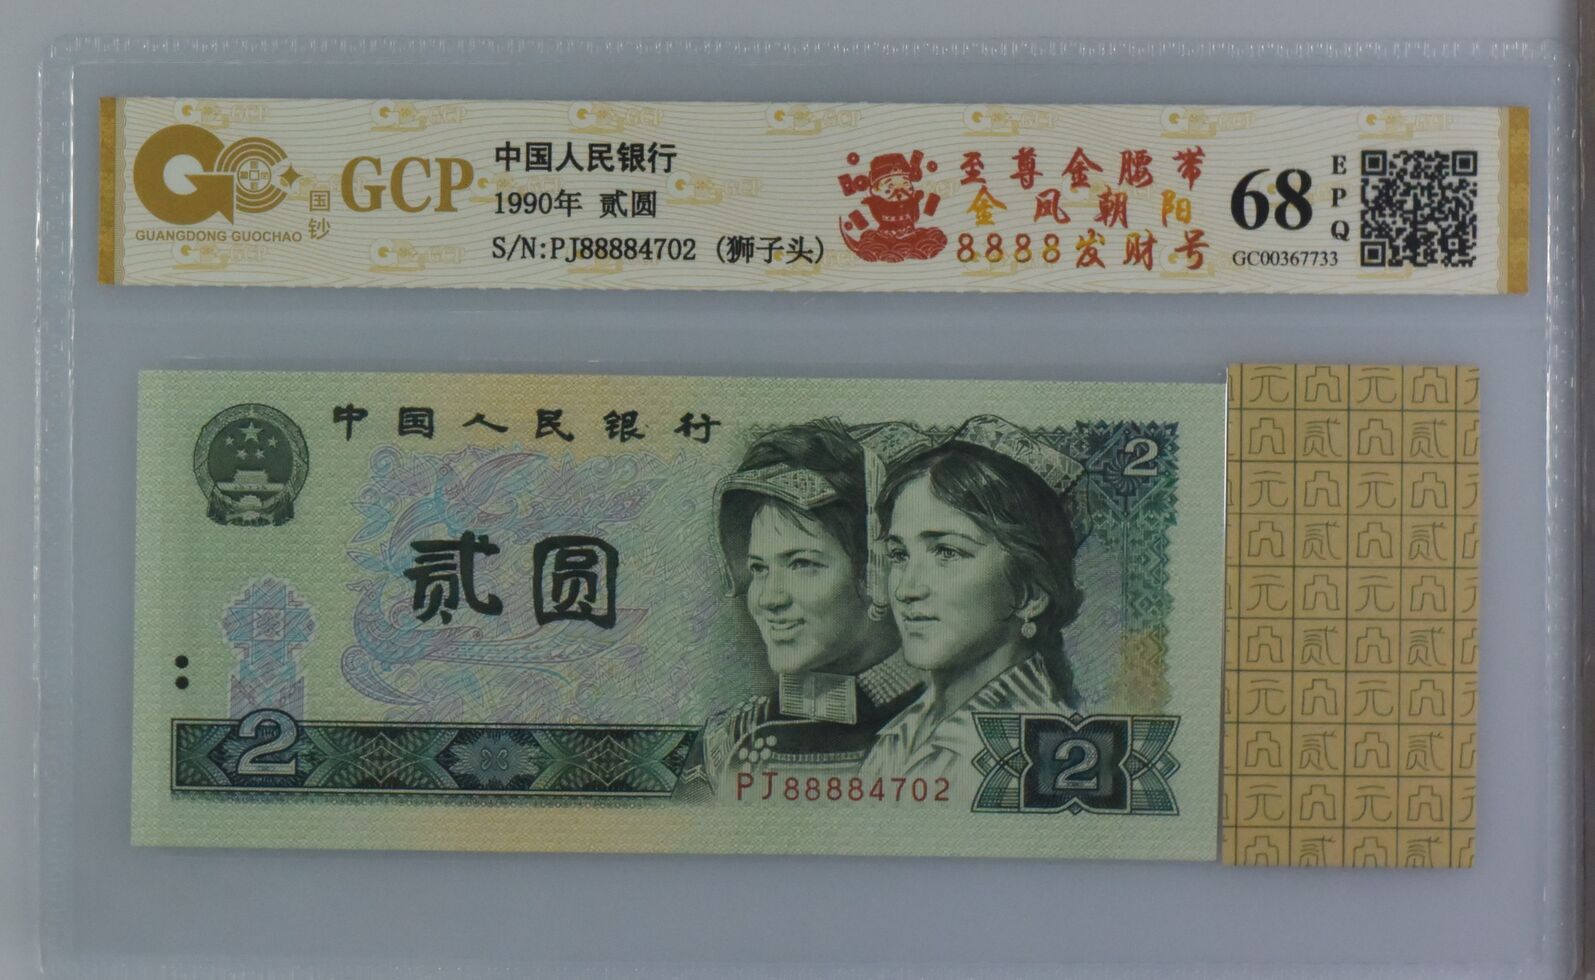 GCP
GUANGDONG GUOCHAO
国钞
中国人民银行
1990年 贰圆
S/N:PJ88884702 (狮子头)
至尊金腰带
金凤朝阳
8888发财号
68
EPQ
GC00367733
中国人民银行
贰圆
2
2
2
PJ88884702